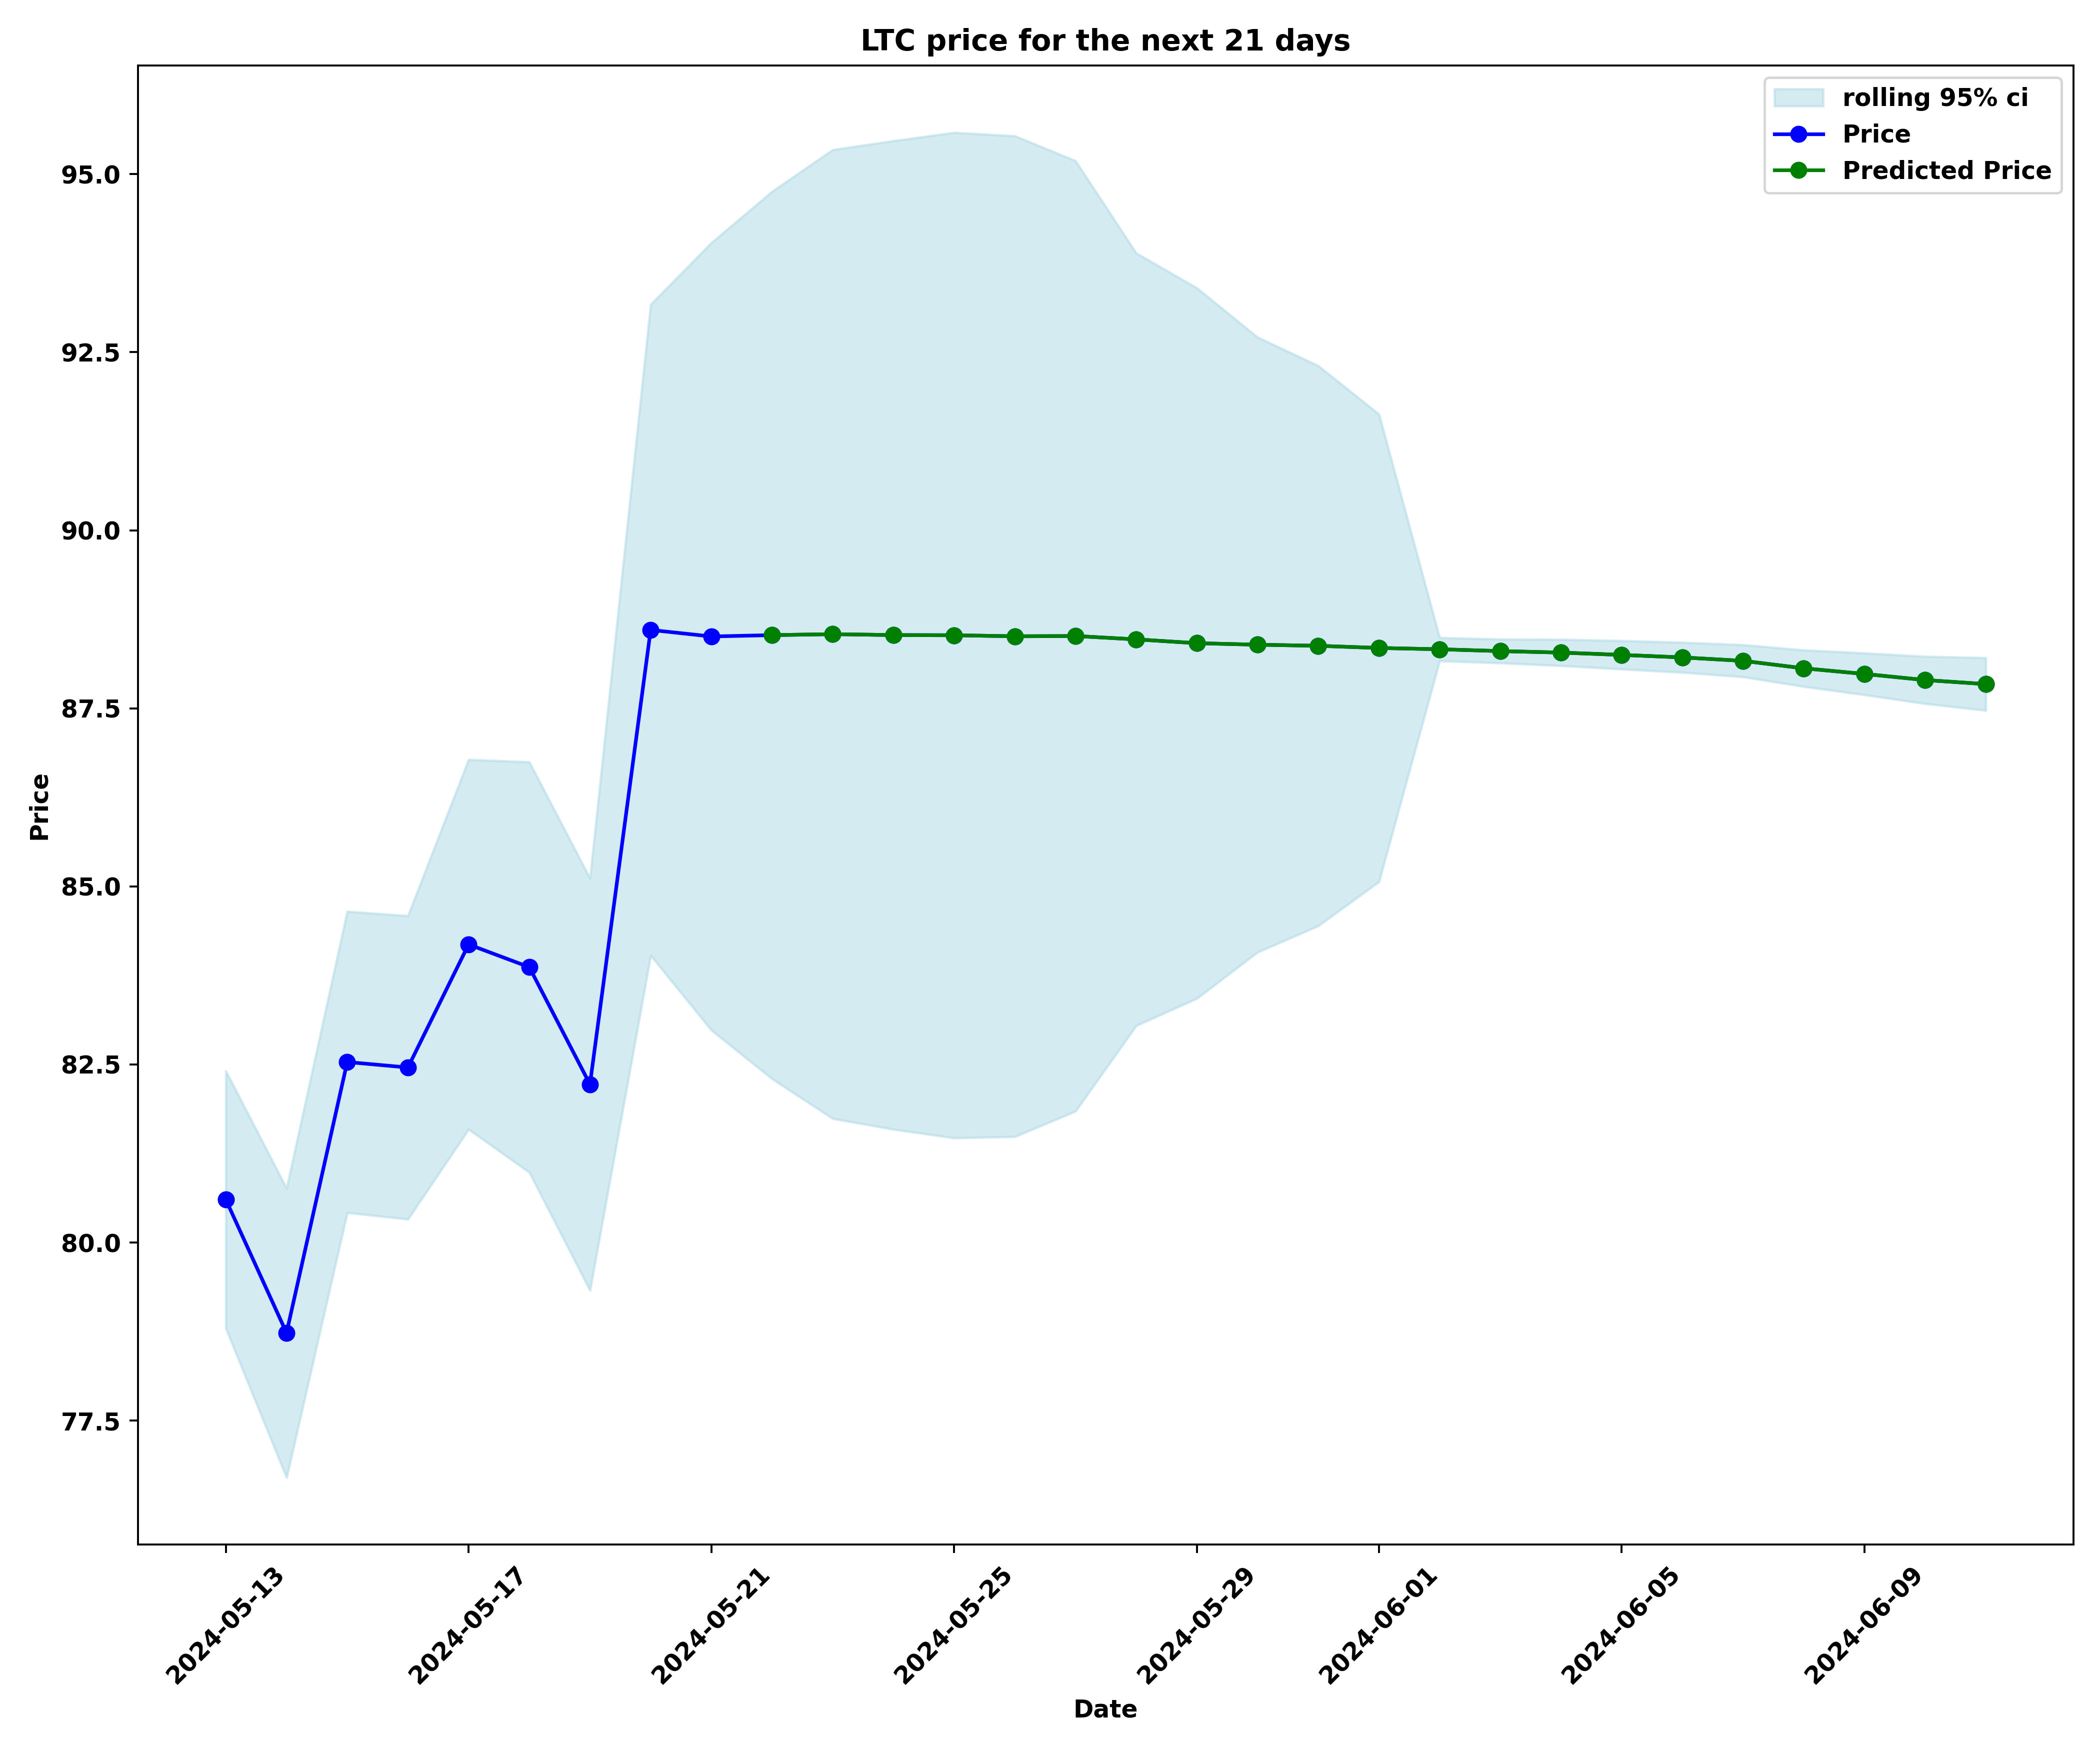 LTC price for the next 21 days
rolling 95% ci
Price
Predicted Price
95.0
92.5
90.0
87.5
85.0
82.5
80.0
77.5
Price
2024-05-13
2024-05-17
2024-05-21
2024-05-25
2024-05-29
2024-06-01
2024-06-05
2024-06-09
Date